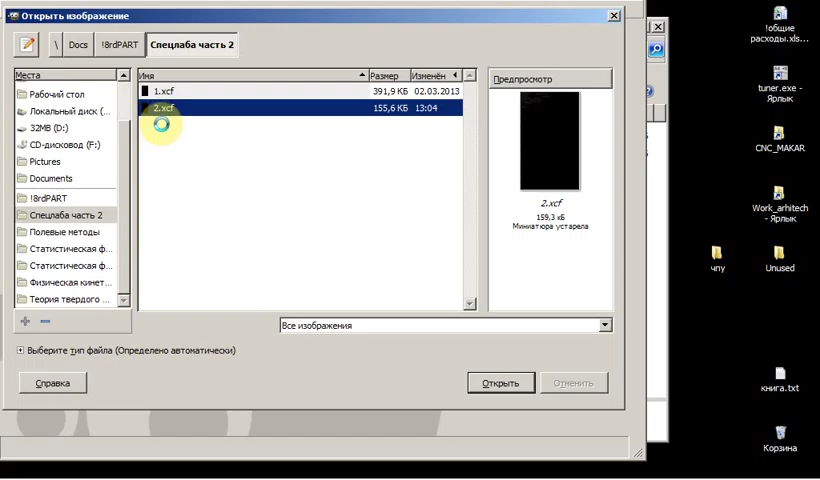 Открыть изображение
\ Docs !8rdPART Спецлаба часть 2
Места
Рабочий стол
Локальный диск (...
32MB (D:)
CD-дисковод (F:)
Pictures
Documents
!8rdPART
Спецлаба часть 2
Полевые методы
Статистическая ф...
Статистическая ф...
Физическая кинет...
Теория твердого ...
Имя Размер Изменён
1.xcf 391,9 КБ 02.03.2013
2.xcf 155,6 КБ 13:04
Предпросмотр
2.xcf
159,3 кБ
Миниатюра устарела
Все изображения
Выберите тип файла (Определено автоматически)
Справка
Открыть
Отменить
!общие
расходы.xls...
tuner.exe -
Ярлык
CNC_MAKAR
Work_arhitech
- Ярлык
чпу
Unused
книга.txt
Корзина